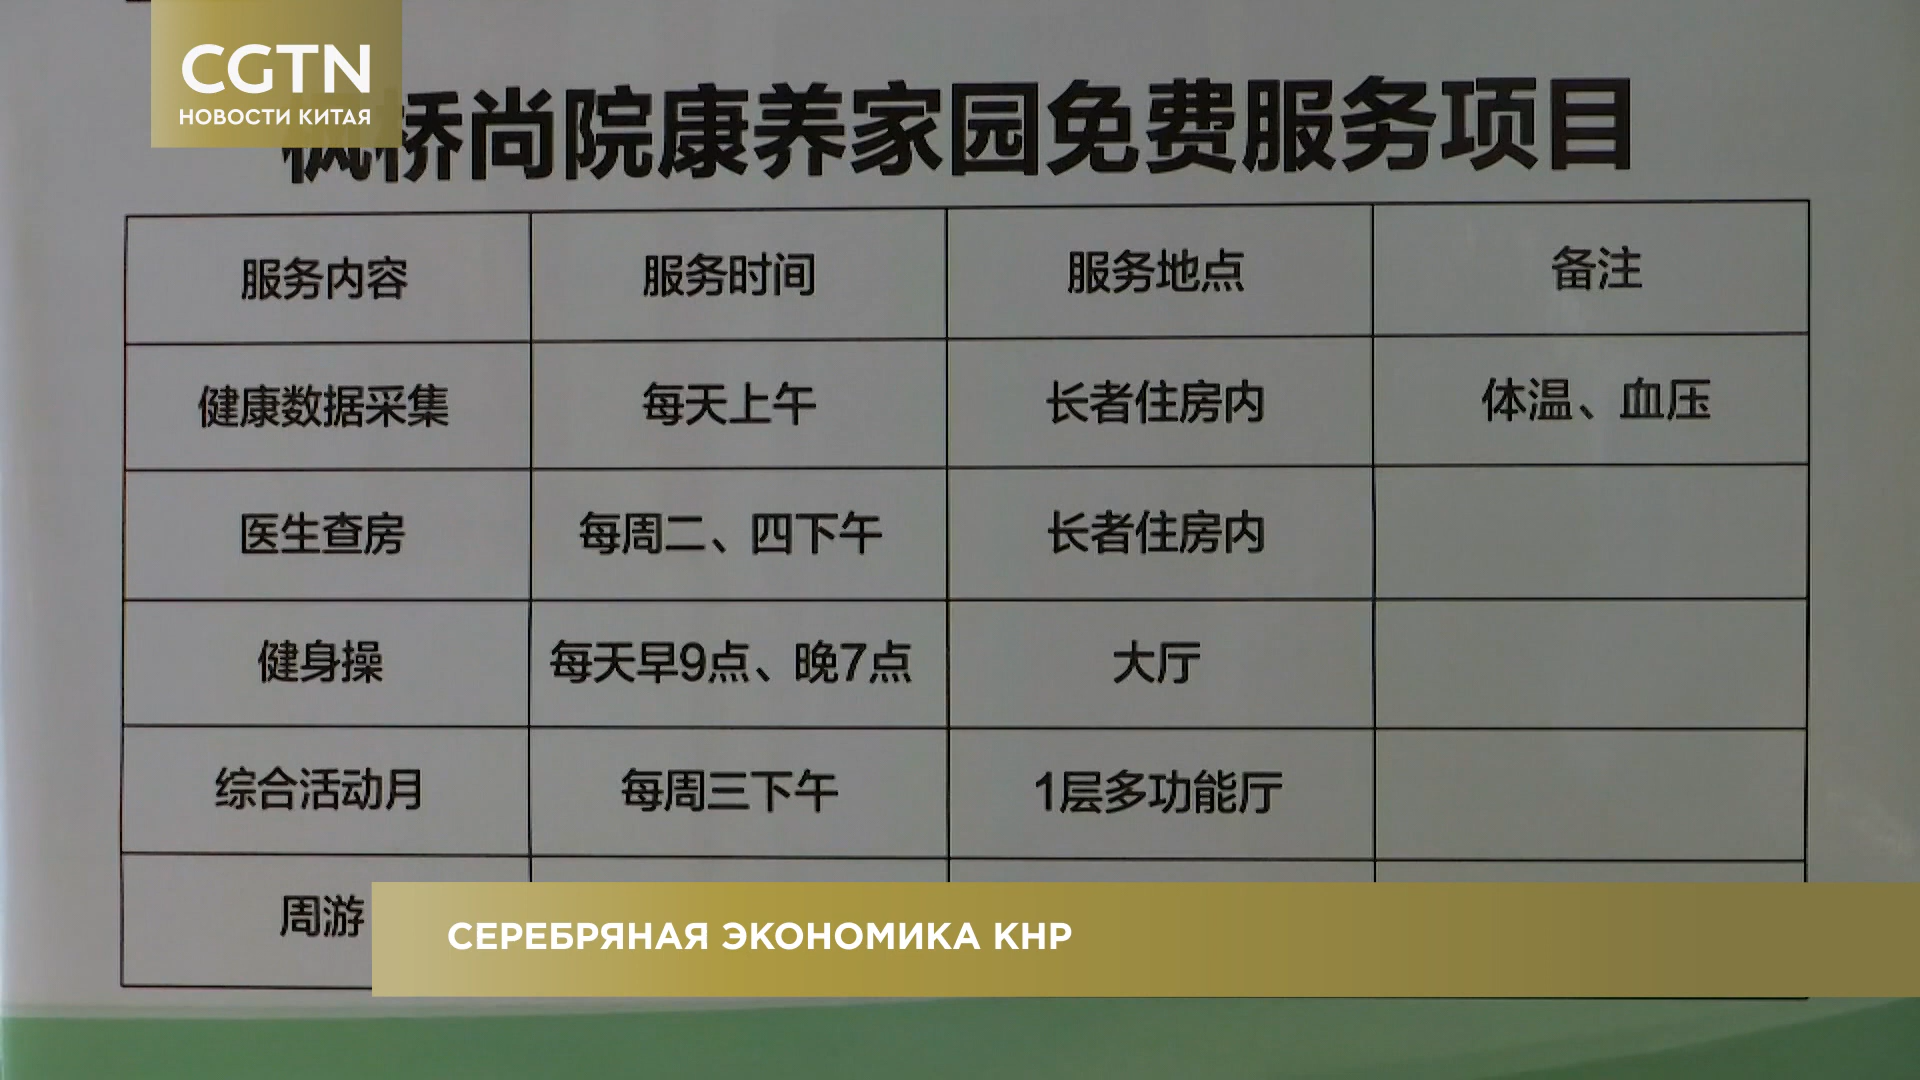 CGTN
НОВОСТИ КИТАЯ
枫桥尚院康养家园免费服务项目
服务内容 服务时间 服务地点 备注
健康数据采集 每天上午 长者住房内 体温、血压
医生查房 每周二、四下午 长者住房内
健身操 每天早9点、晚7点 大厅
综合活动月 每周三下午 1层多功能厅
周游
СЕРЕБРЯНАЯ ЭКОНОМИКА КНР